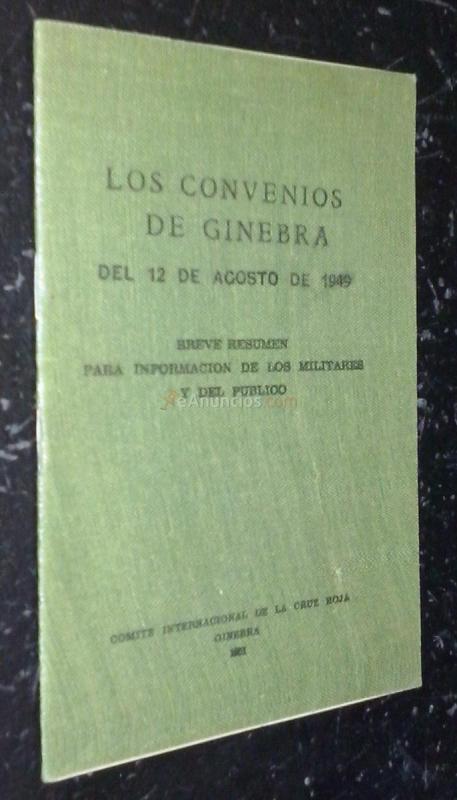 LOS CONVENIOS
DE GINEBRA
DEL 12 DE AGOSTO DE 1949
BREVE RESUMEN
PARA INFORMACION DE LOS MILITARES
Y DEL PUBLICO
eAnuncios.com
COMITE INTERNACIONAL DE LA CRUZ ROJA
GINEBRA
1951